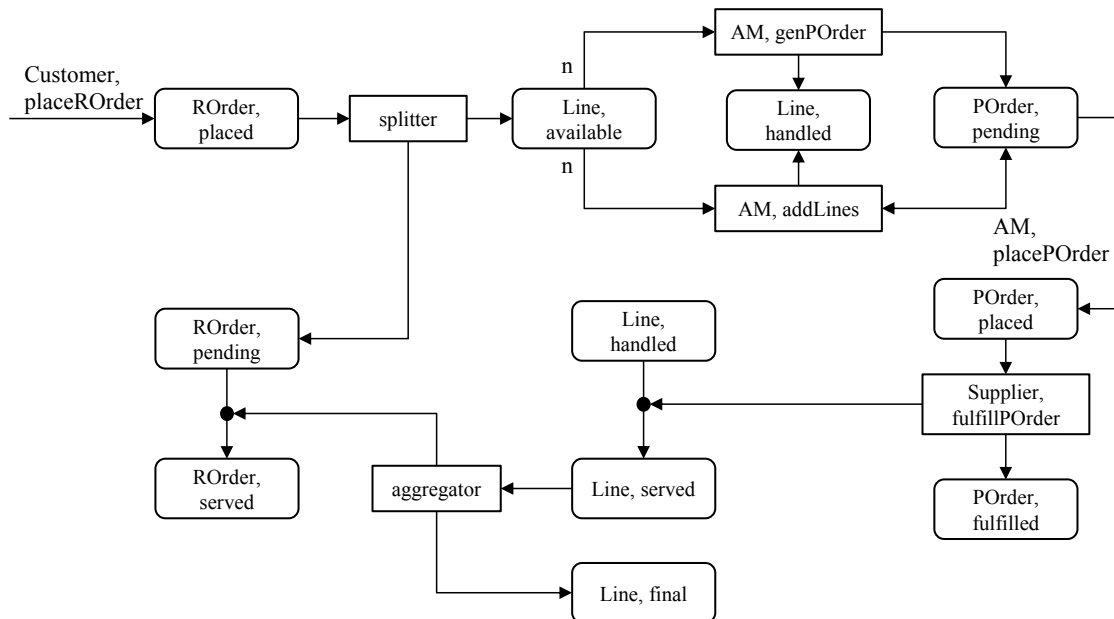 Customer,
placeROrder
ROrder,
placed
splitter
Line,
available
n
n
AM, genPOrder
Line,
handled
AM, addLines
POrder,
pending
AM,
placePOrder
POrder,
placed
Supplier,
fulfillPOrder
POrder,
fulfilled
Line,
handled
Line, served
aggregator
ROrder,
pending
ROrder,
served
Line, final